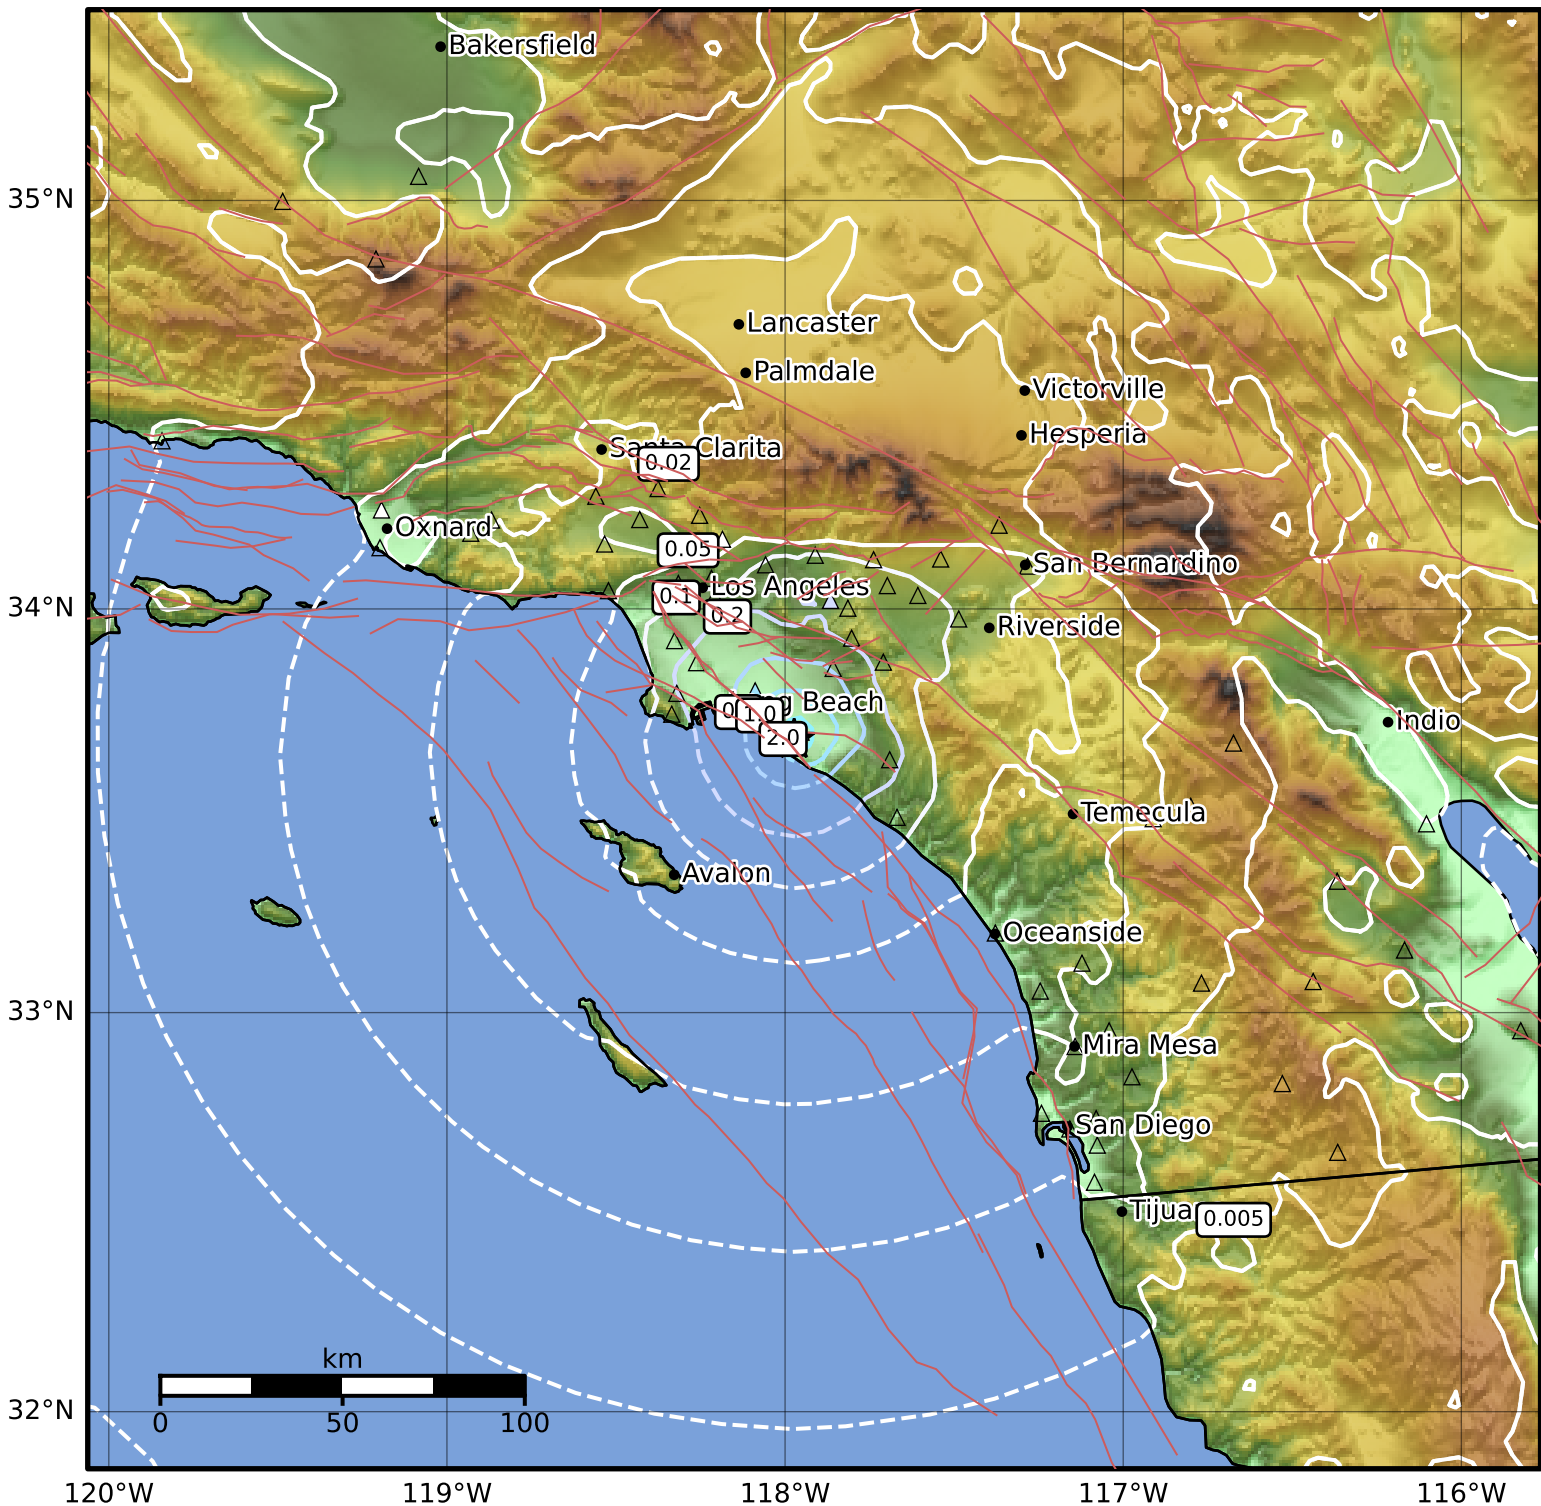 Bakersfield
35°N
Lancaster
Palmdale
Victorville
Hesperia
Santa Clarita
0.02
Oxnard
0.05
San Bernardino
Los Angeles
34°N
0.1
0.2
Riverside
Beach
1.0
2.0
Indio
Temecula
Avalon
Oceanside
33°N
Mira Mesa
San Diego
0.005
km
0 50 100
32°N
120°W 119°W 118°W 117°W 116°W